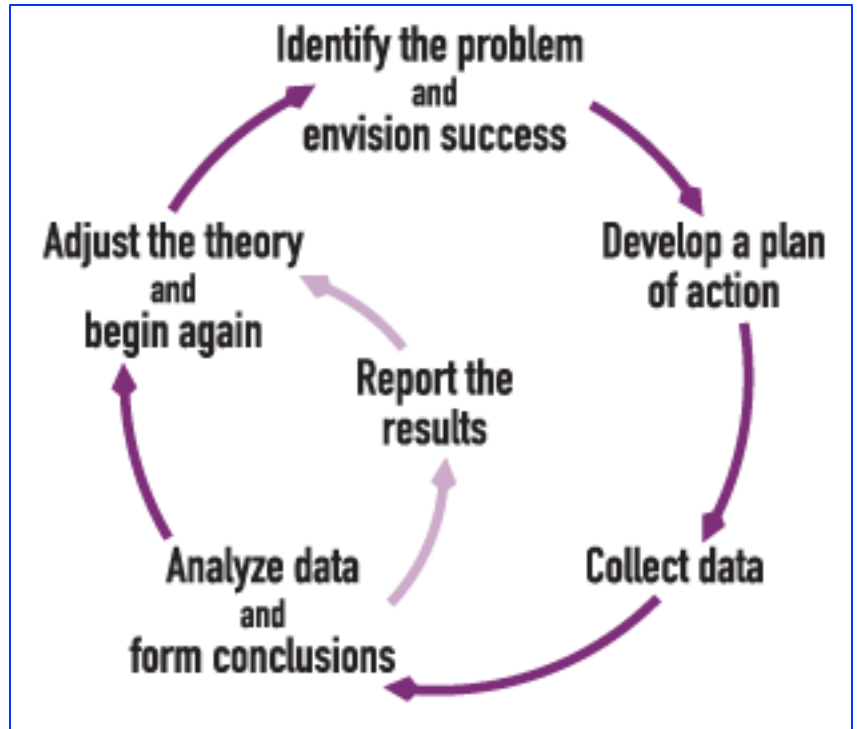 Identify the problem
and
envision success
Develop a plan
of action
Collect data
Analyze data
and
form conclusions
Report the
results
Adjust the theory
and
begin again